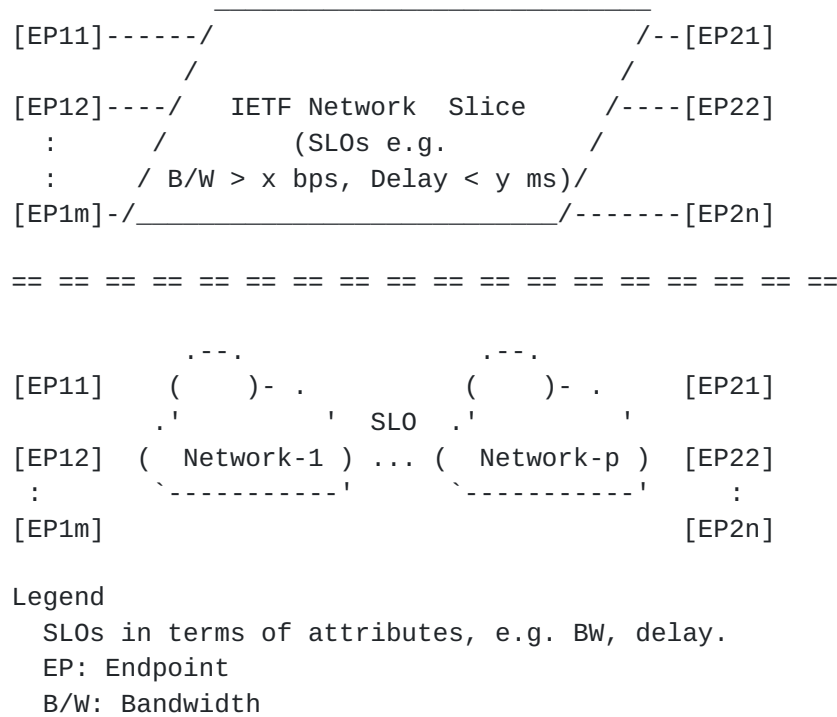 ____________________________
[EP11]------/                           /--[EP21]
           /                           /
[EP12]----/   IETF Network  Slice     /----[EP22]
  :      /        (SLOs e.g.         /
  :     / B/W > x bps, Delay < y ms)/
[EP1m]-/___________________________/-------[EP2n]

== == == == == == == == == == == == == == == == == ==

           .--.               .--.
[EP11]    (    )- .          (    )- .     [EP21]
         .'         '  SLO  .'         '
[EP12]  (  Network-1 ) ... (  Network-p )  [EP22]
 :       `-----------'      `-----------'     :
[EP1m]                                     [EP2n]

Legend
  SLOs in terms of attributes, e.g. BW, delay.
  EP: Endpoint
  B/W: Bandwidth